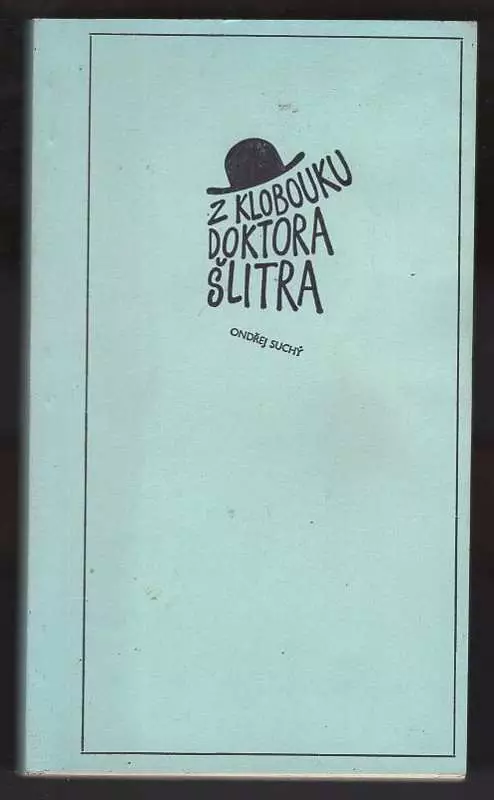 Z KLOBOUKU
DOKTORA
ŠLITRA
ONDŘEJ SUCHÝ